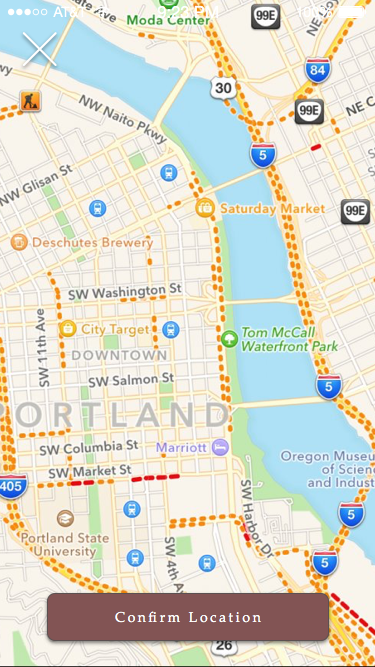 Moda Center
99E
84
30
99E
NW Naito Pkwy
5
NW Glisan St
Saturday Market
99E
Deschutes Brewery
SW Washington St
City Target
Tom McCall
Waterfront Park
SW 11th Ave
DOWNTOWN
SW Salmon St
5
PORTLAND
SW Columbia St
Marriott
SW Market St
Oregon Museu
of Scienc
and Indust
405
SW Harbor Dr
5
Portland State
University
SW 4th Av
5
Confirm Location
26